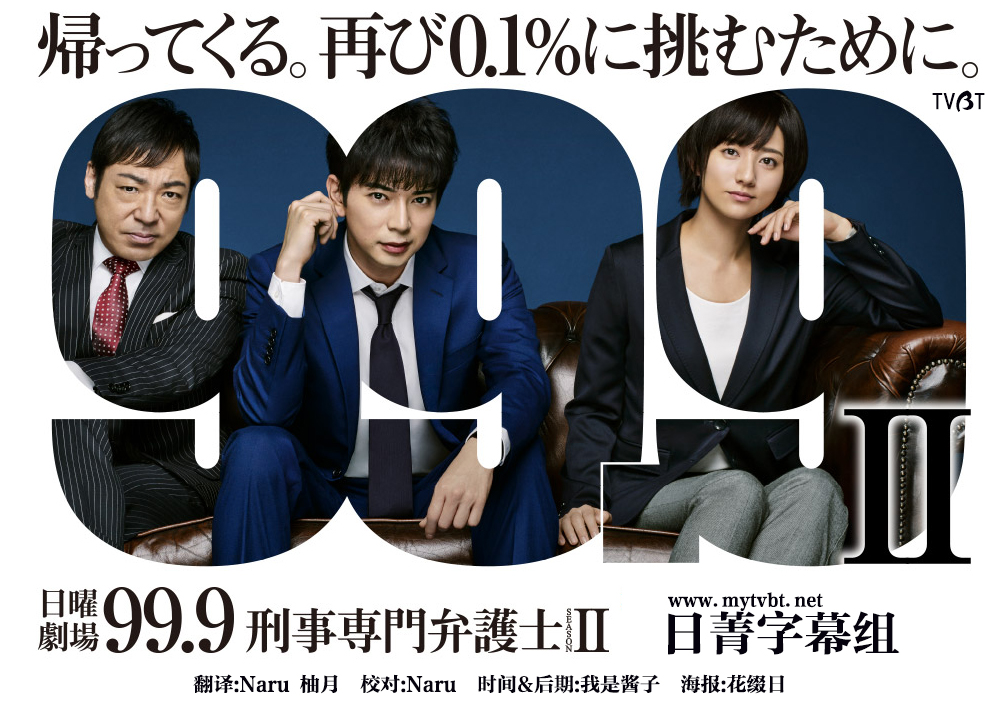 帰ってくる。再び0.1%に挑むために。
TVBT
99.9
II
日曜劇場 99.9 刑事専門弁護士 SEASON II
www.mytvbt.net
日菁字幕组
翻译:Naru 柚月 校对:Naru 时间&后期:我是酱子 海报:花缀日